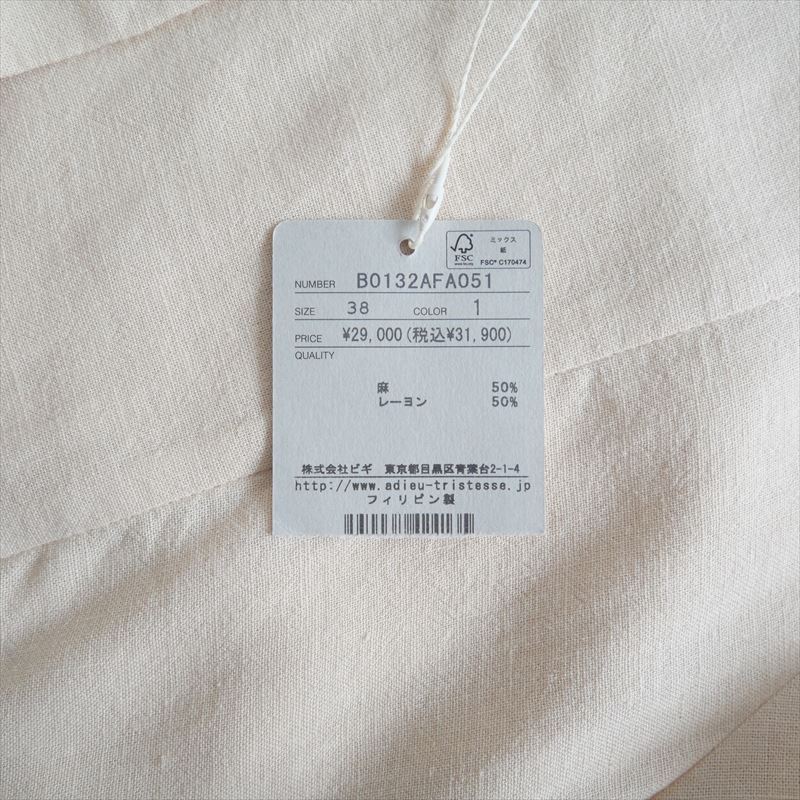 ミックス
紙
FSC
www.fsc.org
FSC® C170474
NUMBER B0132AFA051
SIZE 38 COLOR 1
PRICE ¥29,000(税込¥31,900)
QUALITY
麻 50%
レーヨン 50%
株式会社ビギ 東京都目黒区青葉台2-1-4
http://www.adieu-tristesse.jp
フィリピン製